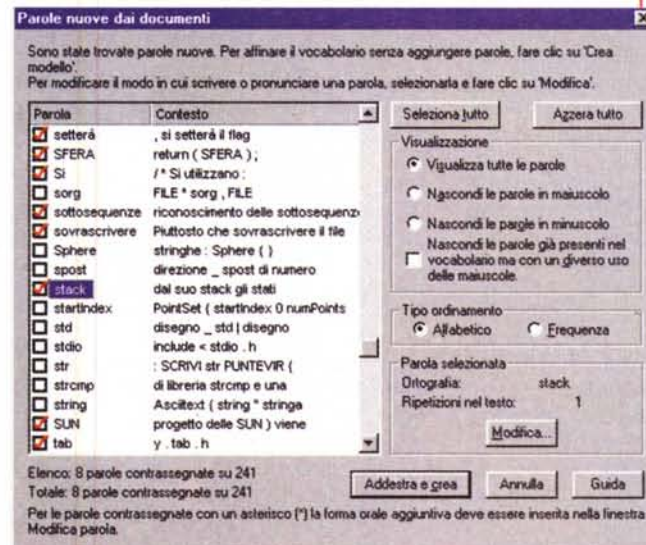 Parole nuove dai documenti
Sono state trovate parole nuove. Per affinare il vocabolario senza aggiungere parole, fare clic su 'Crea
modello'.
Per modificare il modo in cui scrivere o pronunciare una parola, selezionarla e fare clic su 'Modifica'.
Parola Contesto
setterá , si setterá il flag
SFERA return ( SFERA ) ;
Si / * Si utilizzano :
sorg FILE * sorg , FILE
sottosequenze riconoscimento delle sottosequenz
sovrascrivere Piuttosto che sovrascrivere il file
Sphere stringhe : Sphere ( )
spost direzione _ spost di numero
stack dal suo stack gli stati
startIndex PointSet ( startIndex 0 numPoints
std disegno _ std | disegno
stdio include < stdio . h
str : SCRIVI str PUNTEVIR (
strcmp di libreria strcmp e una
string Asciitext ( string " stringa
SUN progetto delle SUN ) viene
tab y . tab . h
Seleziona tutto Azzera tutto
Visualizzazione
Visualizza tutte le parole
Nascondi le parole in maiuscolo
Nascondi le parole in minuscolo
Nascondi le parole già presenti nel
vocabolario ma con un diverso uso
delle maiuscole.
Tipo ordinamento
Alfabetico Frequenza
Parola selezionata
Ortografia: stack
Ripetizioni nel testo: 1
Modifica...
Elenco: 8 parole contrassegnate su 241
Totale: 8 parole contrassegnate su 241
Addestra e crea Annulla Guida
Per le parole contrassegnate con un asterisco (*) la forma orale aggiuntiva deve essere inserita nella finestra
Modifica parola.